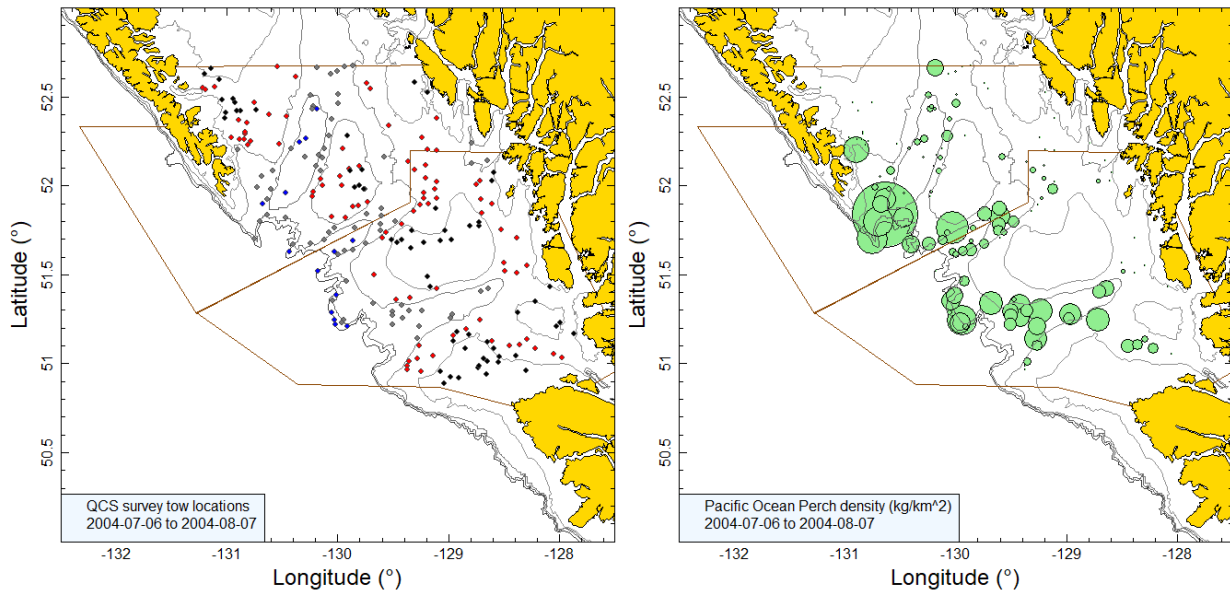 52.5
52
51.5
51
50.5
Latitude (°)
QCS survey tow locations
2004-07-06 to 2004-08-07
-132
-131
-130
-129
-128
Longitude (°)
52.5
52
51.5
51
50.5
Latitude (°)
Pacific Ocean Perch density (kg/km^2)
2004-07-06 to 2004-08-07
-132
-131
-130
-129
-128
Longitude (°)